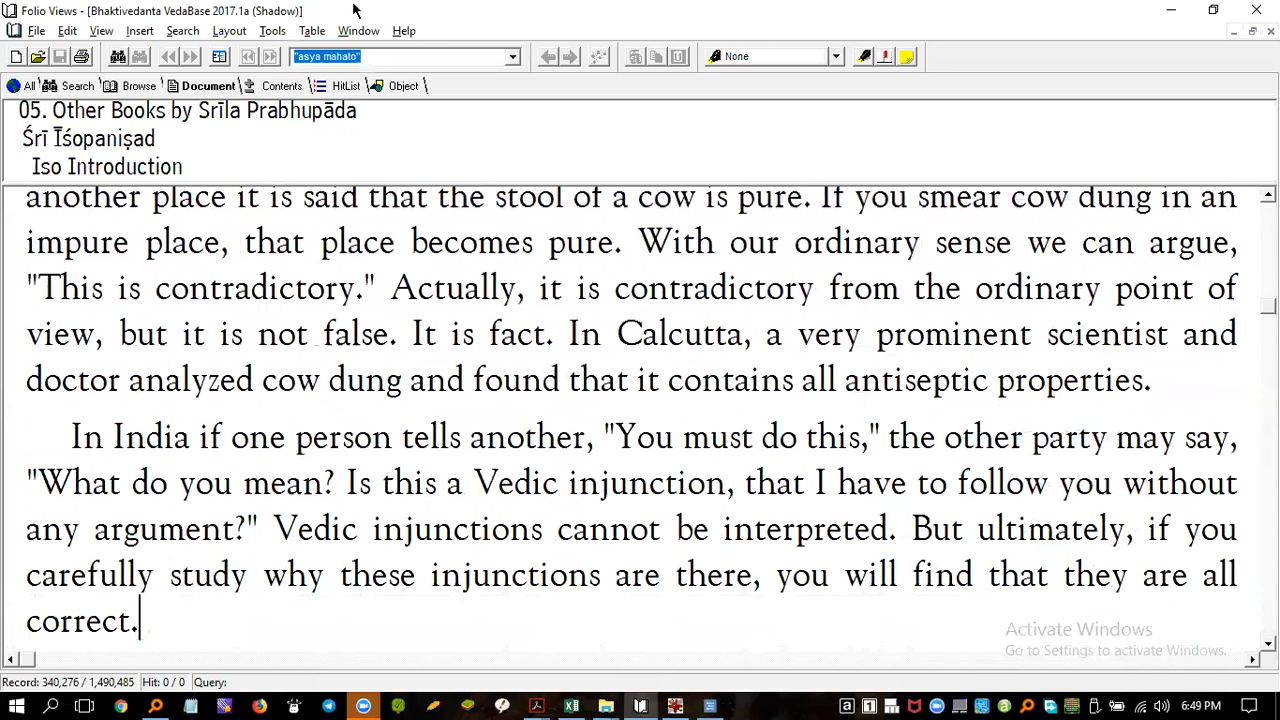 Folio Views - [Bhaktivedanta VedaBase 2017.1a (Shadow)]
File Edit View Insert Search Layout Tools Table Window Help
"asya mahato"
None
All Search Browse Document Contents HitList Object
05. Other Books by Srīla Prabhupāda
Śrī Īśopaniṣad
Iso Introduction
another place it is said that the stool of a cow is pure. If you smear cow dung in an
impure place, that place becomes pure. With our ordinary sense we can argue,
"This is contradictory." Actually, it is contradictory from the ordinary point of
view, but it is not false. It is fact. In Calcutta, a very prominent scientist and
doctor analyzed cow dung and found that it contains all antiseptic properties.
In India if one person tells another, "You must do this," the other party may say,
"What do you mean? Is this a Vedic injunction, that I have to follow you without
any argument?" Vedic injunctions cannot be interpreted. But ultimately, if you
carefully study why these injunctions are there, you will find that they are all
correct.
Activate Windows
Go to Settings to activate Windows.
Record: 340,276 / 1,490,485 Hit: 0 / 0 Query:
6:49 PM